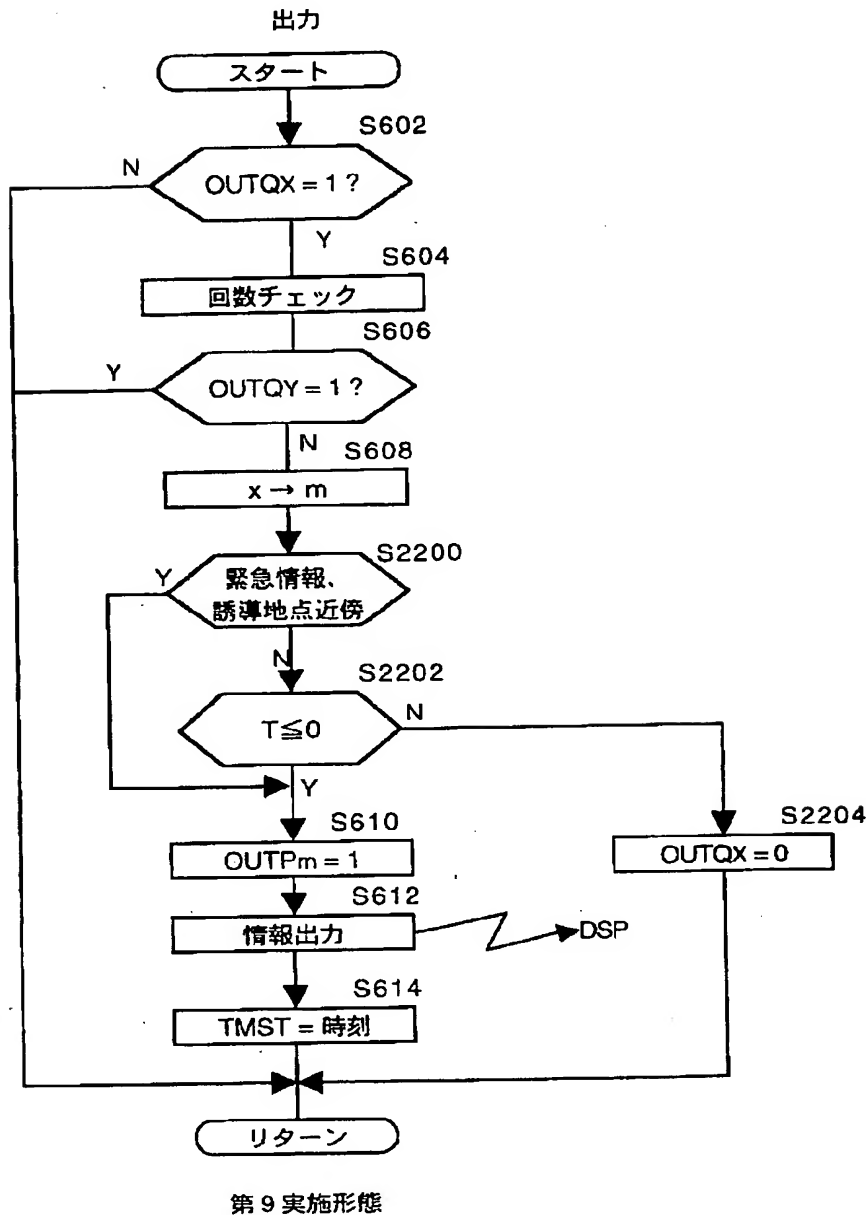 出力
スタート
S602
N
OUTQX = 1 ?
Y
S604
回数チェック
S606
Y
OUTQY = 1 ?
N
S608
x → m
S2200
Y
緊急情報、
誘導地点近傍
N
S2202
T≦0
N
Y
S610
S2204
OUTPm = 1
OUTQX = 0
S612
情報出力
DSP
S614
TMST = 時刻
リターン
第9実施形態